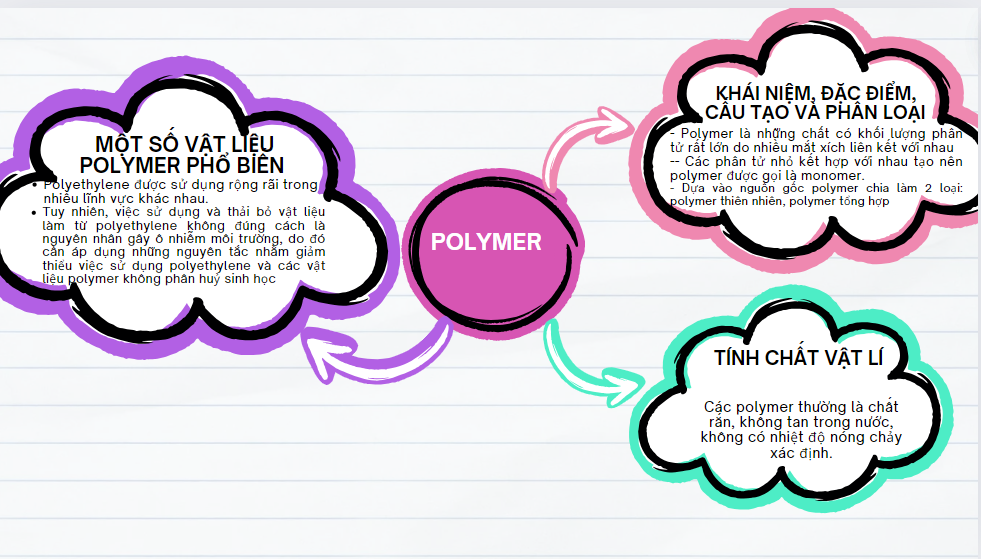 MỘT SỐ VẬT LIỆU
POLYMER PHỔ BIẾN
• Polyethylene được sử dụng rộng rãi trong
nhiều lĩnh vực khác nhau.
• Tuy nhiên, việc sử dụng và thải bỏ vật liệu
làm từ polyethylene không đúng cách là
nguyên nhân gây ô nhiễm môi trường, do đó
cần áp dụng những nguyên tắc nhằm giảm
thiểu việc sử dụng polyethylene và các vật
liệu polymer không phân huỷ sinh học
POLYMER
KHÁI NIỆM, ĐẶC ĐIỂM,
CẤU TẠO VÀ PHÂN LOẠI
- Polymer là những chất có khối lượng phân
tử rất lớn do nhiều mắt xích liên kết với nhau
-- Các phân tử nhỏ kết hợp với nhau tạo nên
polymer được gọi là monomer.
- Dựa vào nguồn gốc polymer chia làm 2 loại:
polymer thiên nhiên, polymer tổng hợp
TÍNH CHẤT VẬT LÍ
Các polymer thường là chất
rắn, không tan trong nước,
không có nhiệt độ nóng chảy
xác định.